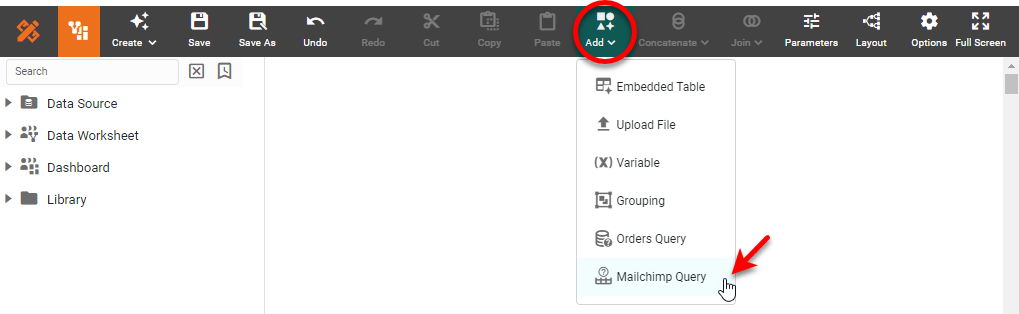 Create Save Save As Undo Redo Cut Copy Paste Add Concatenate Join Parameters Layout Options Full Screen
Search
Data Source
Data Worksheet
Dashboard
Library
Embedded Table
Upload File
(x) Variable
Grouping
Orders Query
Mailchimp Query